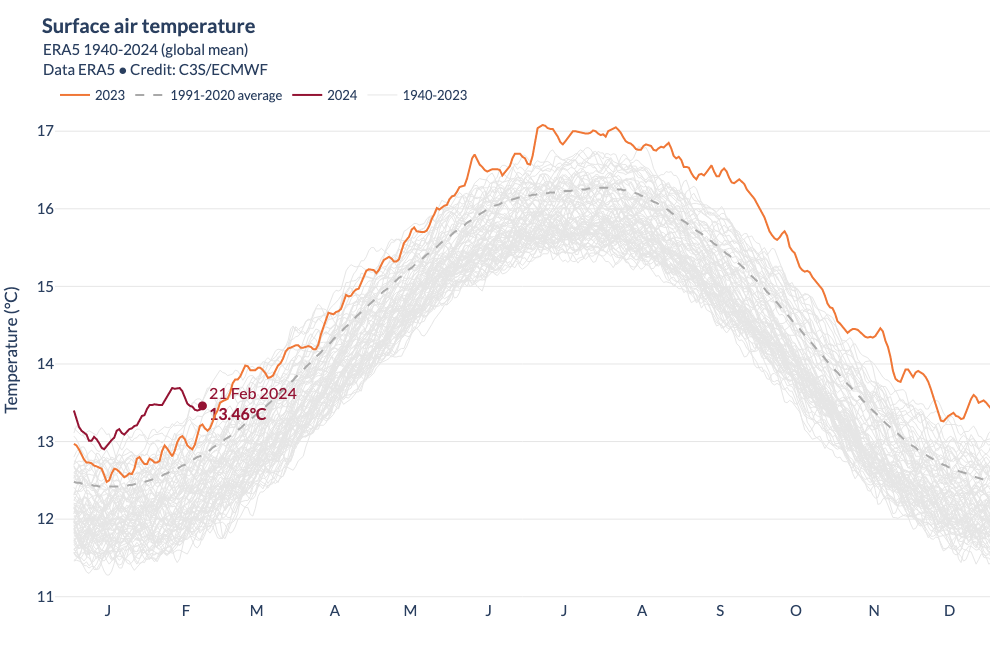 Surface air temperature
ERA5 1940-2024 (global mean)
Data ERA5 ● Credit: C3S/ECMWF
2023 1991-2020 average 2024 1940-2023
17
16
15
14
13
12
11
Temperature (°C)
21 Feb 2024
13.46°C
J F M A M J J A S O N D